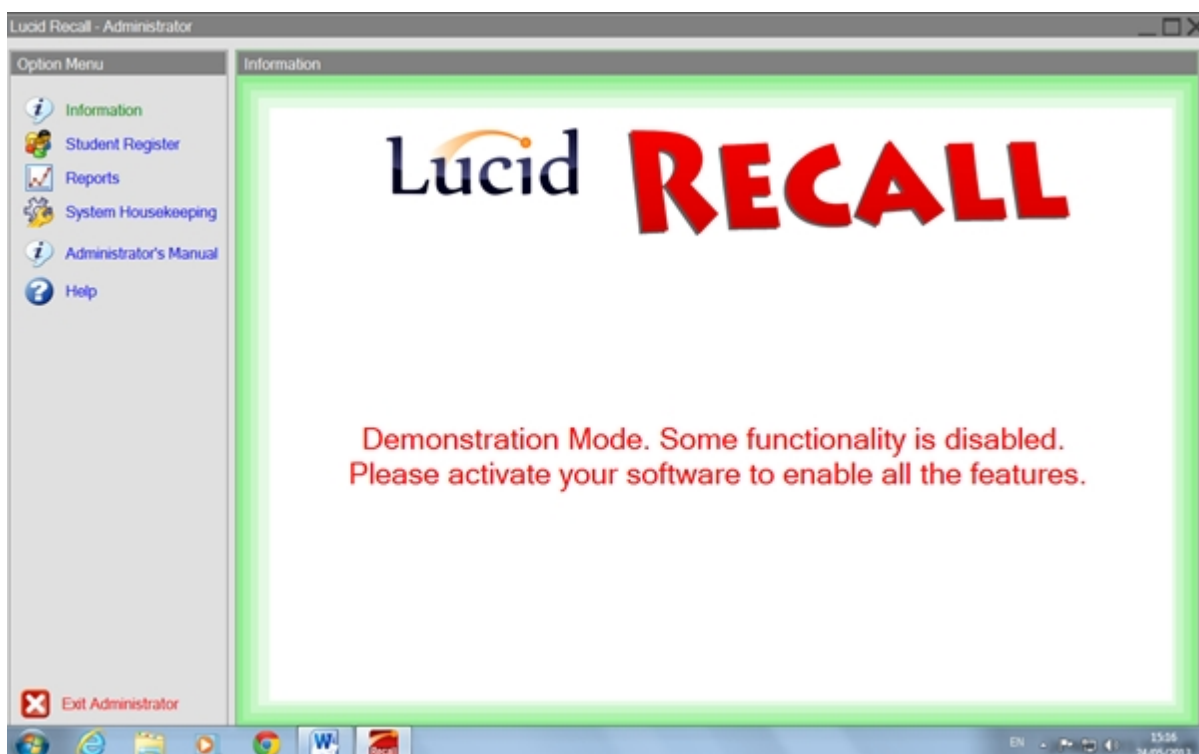 Lucid Recall - Administrator
Option Menu
Information
Student Register
Reports
System Housekeeping
Administrator's Manual
Help
Exit Administrator
Information
Lucid RECALL
Demonstration Mode. Some functionality is disabled.
Please activate your software to enable all the features.
W
Recall
EN
15:16